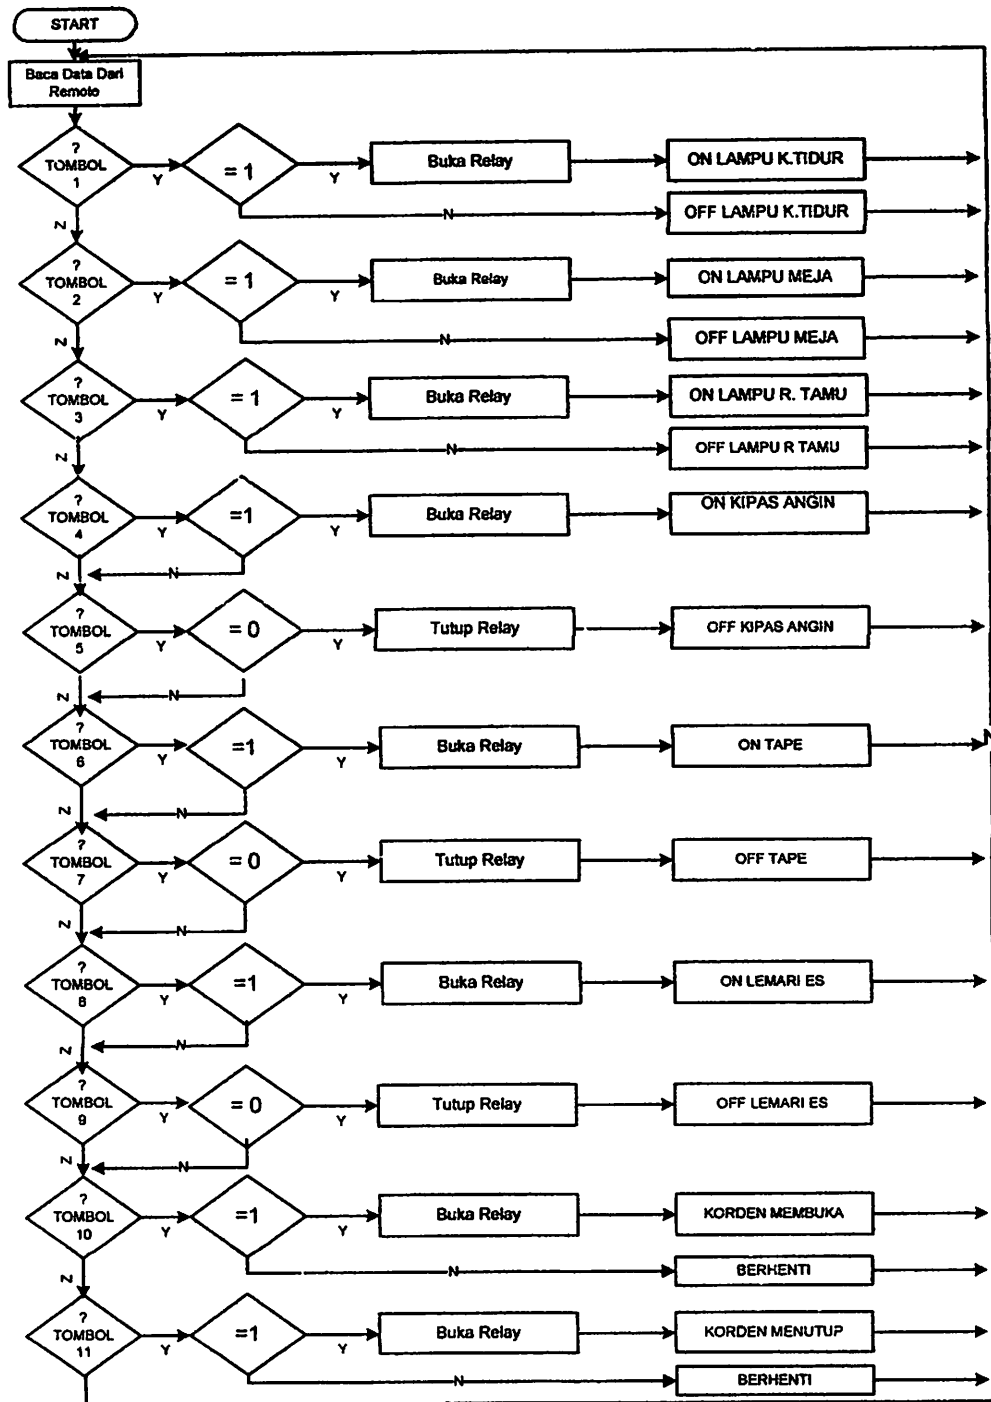 START
Baca Data Dari
Remote
?
TOMBOL
1
Y
= 1
Y
Buka Relay
ON LAMPU K.TIDUR
N
OFF LAMPU K.TIDUR
N
?
TOMBOL
2
Y
= 1
Y
Buka Relay
ON LAMPU MEJA
N
OFF LAMPU MEJA
N
?
TOMBOL
3
Y
= 1
Y
Buka Relay
ON LAMPU R. TAMU
N
OFF LAMPU R TAMU
N
?
TOMBOL
4
Y
=1
Y
Buka Relay
ON KIPAS ANGIN
N
N
?
TOMBOL
5
Y
= 0
Y
Tutup Relay
OFF KIPAS ANGIN
N
N
?
TOMBOL
6
Y
=1
Y
Buka Relay
ON TAPE
N
N
N
?
TOMBOL
7
Y
= 0
Y
Tutup Relay
OFF TAPE
N
N
?
TOMBOL
8
Y
=1
Y
Buka Relay
ON LEMARI ES
N
N
?
TOMBOL
9
Y
= 0
Y
Tutup Relay
OFF LEMARI ES
N
N
?
TOMBOL
10
Y
=1
Y
Buka Relay
KORDEN MEMBUKA
N
BERHENTI
N
?
TOMBOL
11
Y
=1
Y
Buka Relay
KORDEN MENUTUP
N
BERHENTI